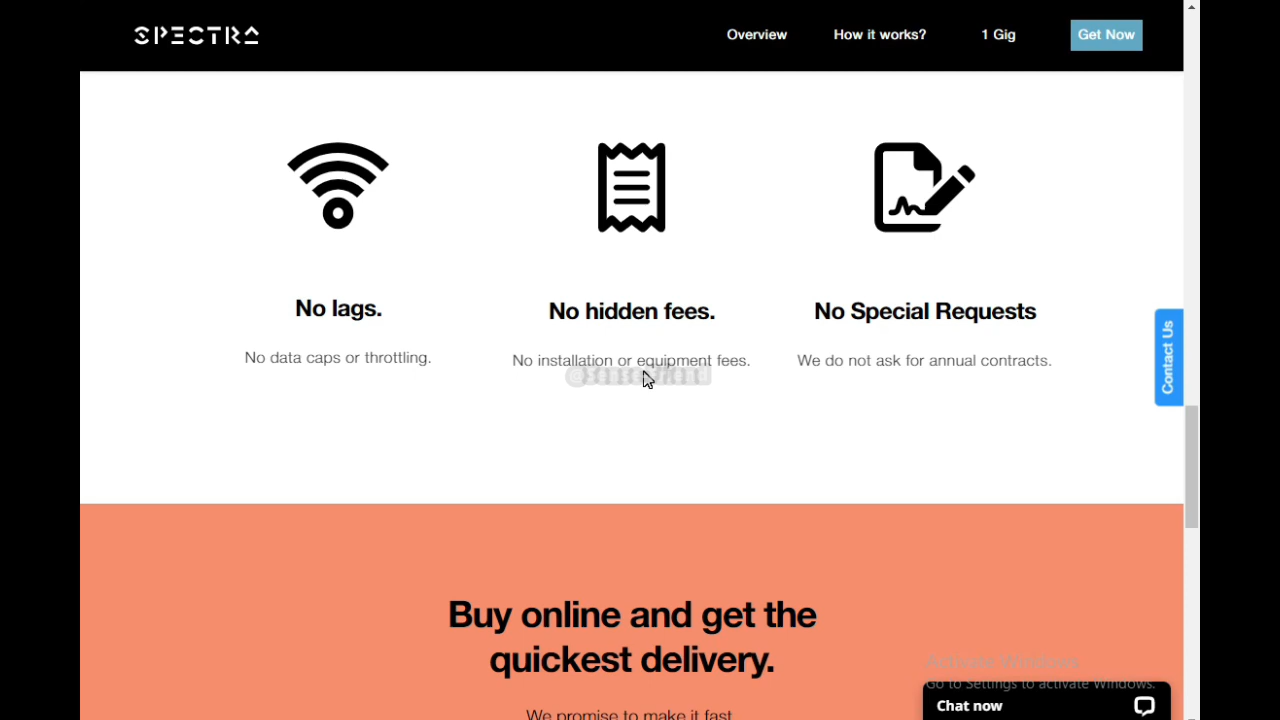 SPECTRA
Overview How it works? 1 Gig Get Now
No lags.
No data caps or throttling.
No hidden fees.
No installation or equipment fees.
No Special Requests
We do not ask for annual contracts.
Contact Us
Buy online and get the
quickest delivery.
We promise to make it fast
Activate Windows
Go to Settings to activate Windows.
Chat now